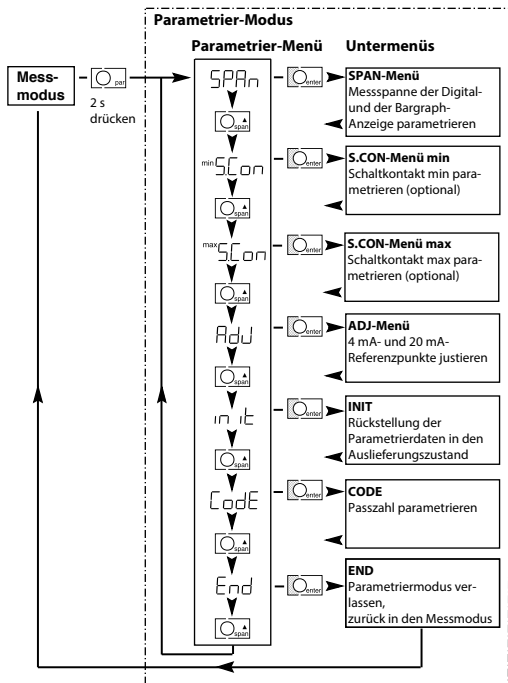 Parametrier-Modus
Parametrier-Menü Untermenüs
Mess-
modus
par
2 s
drücken
SPAn
enter
SPAN-Menü
Messspanne der Digital-
und der Bargraph-
Anzeige parametrieren
span
min S.Con
enter
S.CON-Menü min
Schaltkontakt min para-
metrieren (optional)
span
max S.Con
enter
S.CON-Menü max
Schaltkontakt max para-
metrieren (optional)
span
AdJ
enter
ADJ-Menü
4 mA- und 20 mA-
Referenzpunkte justieren
span
init
enter
INIT
Rückstellung der
Parametrierdaten in den
Auslieferungszustand
span
CodE
enter
CODE
Passzahl parametrieren
span
End
enter
END
Parametriermodus ver-
lassen,
zurück in den Messmodus
span